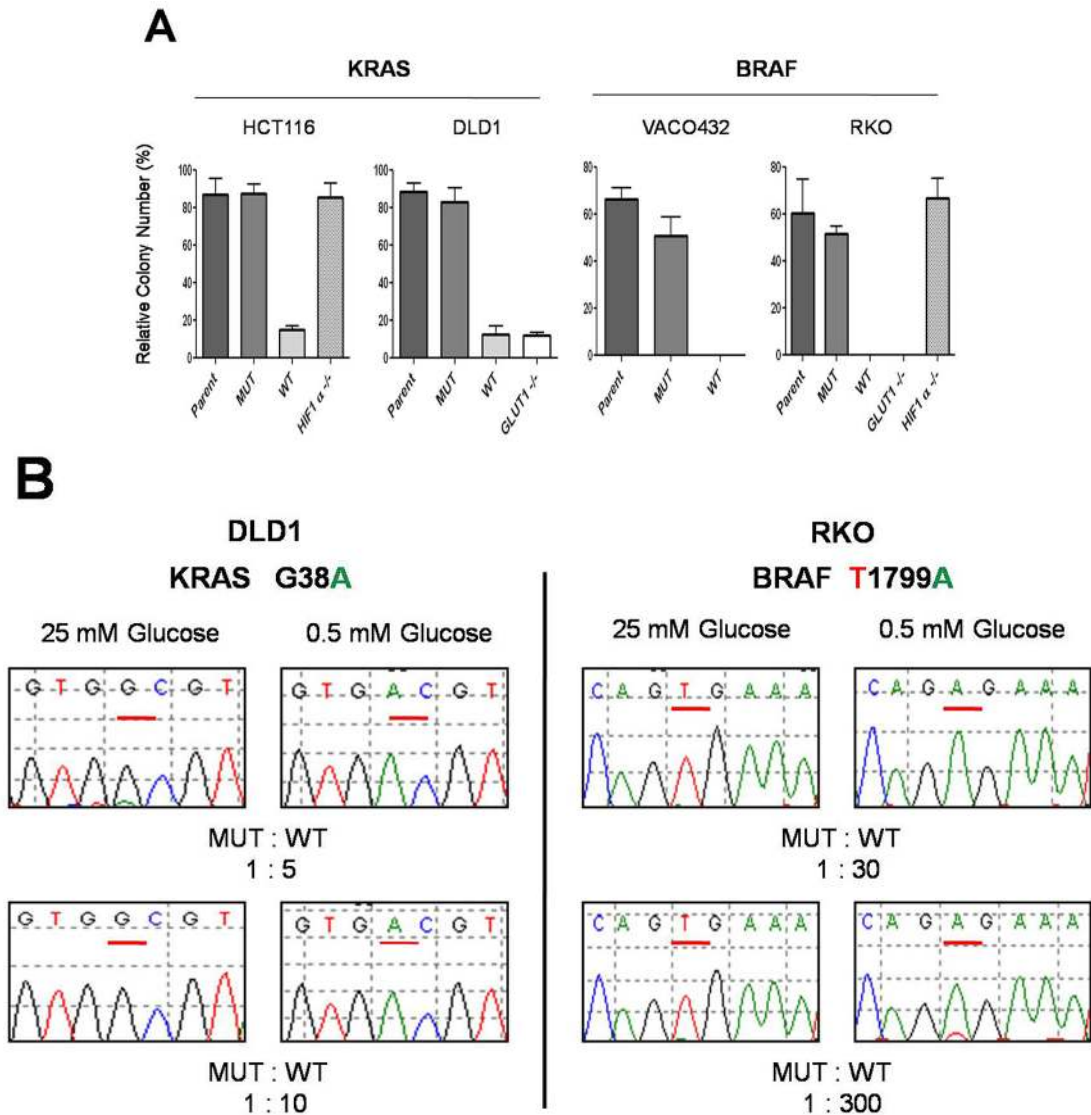 A
KRAS
BRAF
HCT116
DLD1
VACO432
RKO
Relative Colony Number (%)
100
80
60
40
20
0
Parent
MUT
WT
HIF1 α -/-
100
80
60
40
20
0
Parent
MUT
WT
GLUT1 -/-
80
60
40
20
0
Parent
MUT
WT
80
60
40
20
0
Parent
MUT
WT
GLUT1 -/-
HIF1 α -/-
B
DLD1
KRAS G38A
25 mM Glucose
0.5 mM Glucose
G T G G C G T
G T G A C G T
MUT : WT
1 : 5
G T G G C G T
G T G A C G T
MUT : WT
1 : 10
RKO
BRAF T1799A
25 mM Glucose
0.5 mM Glucose
C A G T G A A A
C A G A G A A A
MUT : WT
1 : 30
C A G T G A A A
C A G A G A A A
MUT : WT
1 : 300